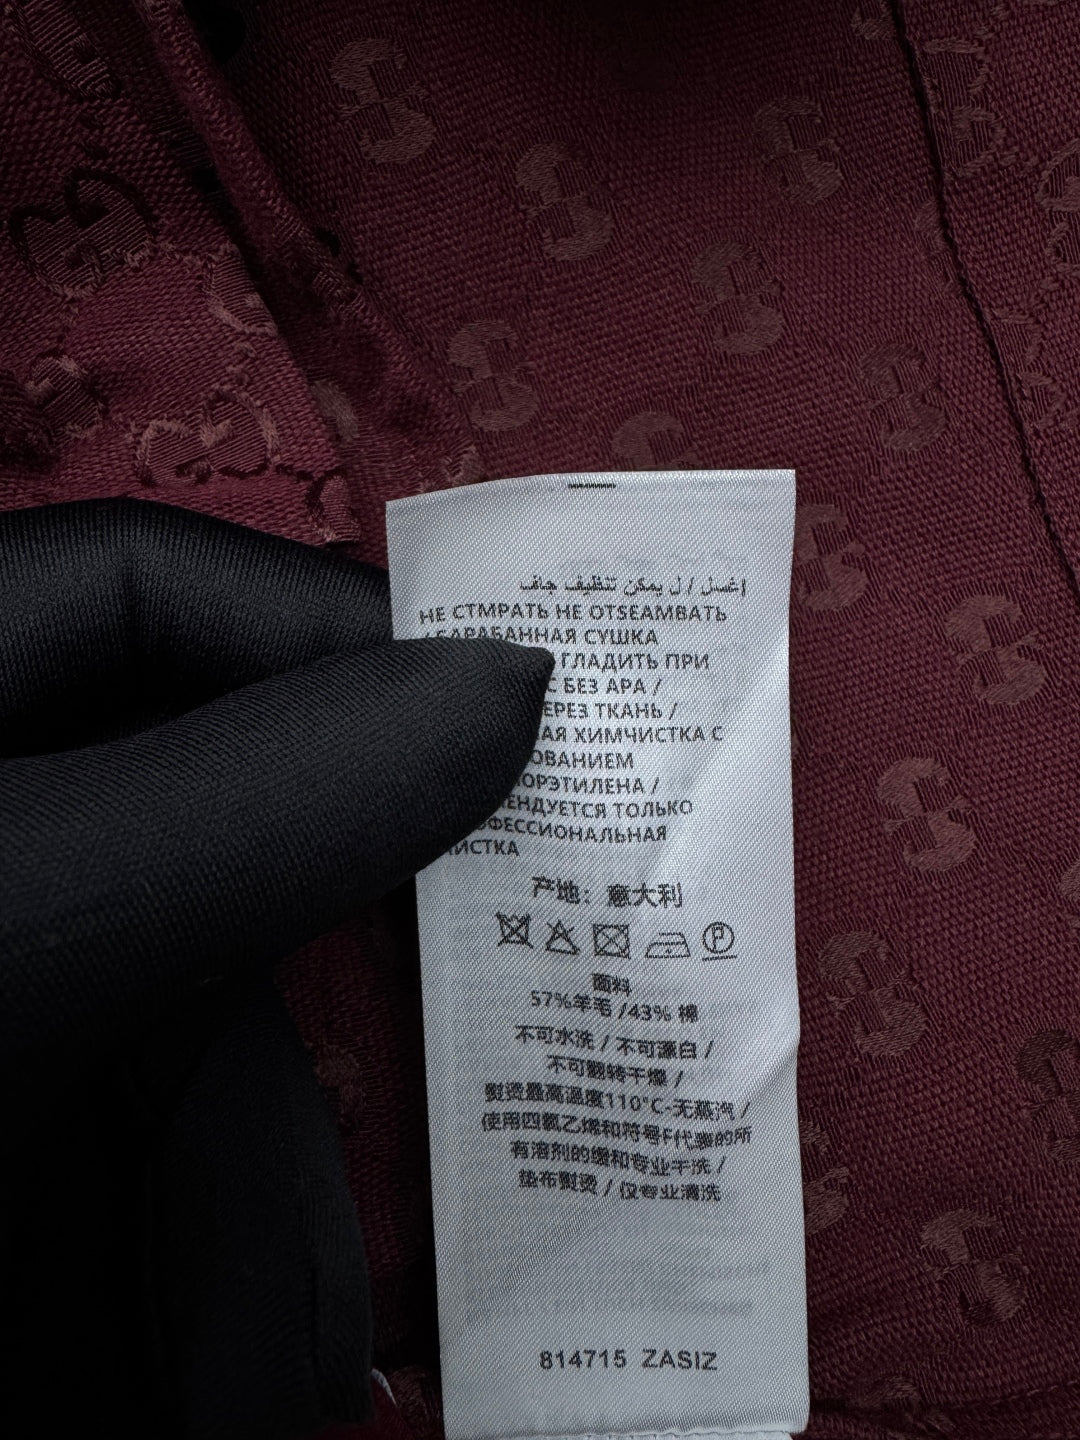 اغسل / ل يمكن تنظيف جاف
НЕ СТМРАТЬ НЕ ОТSEАМВАТЬ
/ БАРАБАННАЯ СУШКА
ГЛАДИТЬ ПРИ
С БЕЗ АРА /
ЕРЕЗ ТКАНЬ /
АЯ ХИМЧИСТКА С
ОВАНИЕМ
ОРЭТИЛЕНА /
ЕНДУЕТСЯ ТОЛЬКО
ФЕССИОНАЛЬНАЯ
ИСТКА
产地：意大利
P
面料
57%羊毛 /43% 棉
不可水洗 / 不可漂白 /
不可翻转干燥 /
熨烫最高温度110°C-无蒸汽 /
使用四氯乙烯和符号F代表的所
有溶剂的缓和专业干洗 /
垫布熨烫 / 仅专业清洗
814715 ZASIZ